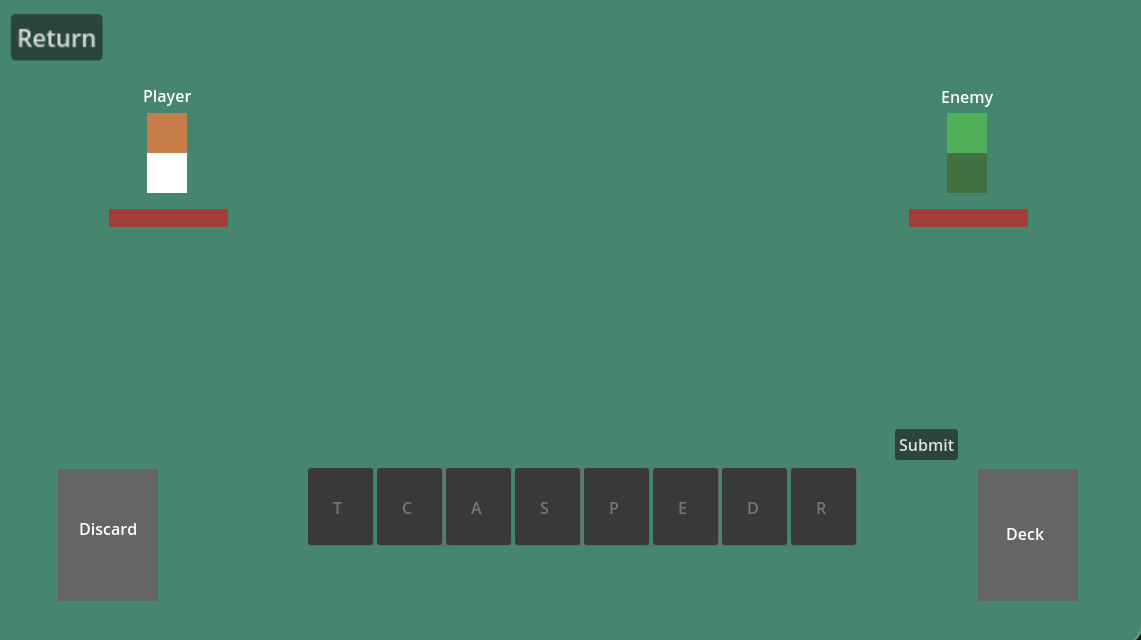 Return
Player
Enemy
Submit
Discard
T C A S P E D R
Deck